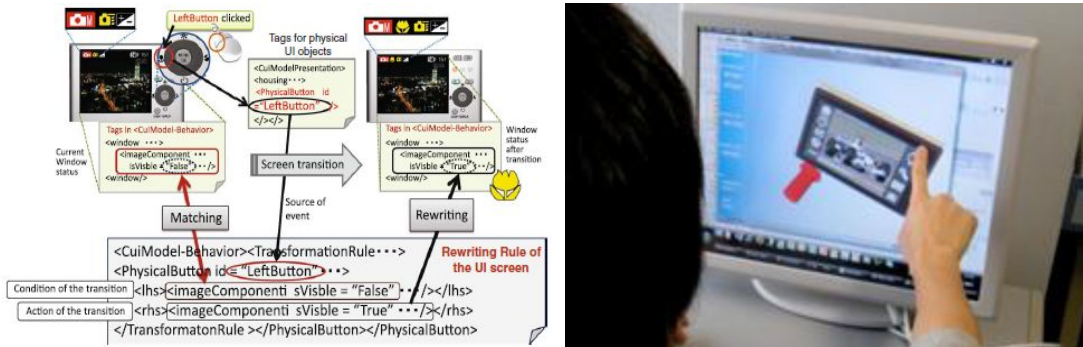 LeftButton clicked
Tags for physical
UI objects
<CuiModelPresentation>
<housing･･･>
<PhysicalButton id
="LeftButton" />
</></>
Tags in <CuiModel-Behavior>
<window ･･･>
<imageComponent ･･･
isVisble ="False"･･･/>
<window/>
Current
Window
status
Screen transition
Tags in <CuiModel-Behavior>
<window ･･･>
<imageComponent ･･･
isVisble ="True"･･･/>
<window/>
Window
status
after
transition
Matching
Source of
event
Rewriting
<CuiModel-Behavior><TransformationRule･･･>
<PhysicalButton id = "LeftButton"･･･>
Rewriting Rule of
the UI screen
Condition of the transition
<lhs><imageComponenti sVisble = "False" ･･･/></lhs>
Action of the transition
<rhs><imageComponenti sVisble = "True" ･･･/></rhs>
</TransformatonRule ></PhysicalButton></PhysicalButton>